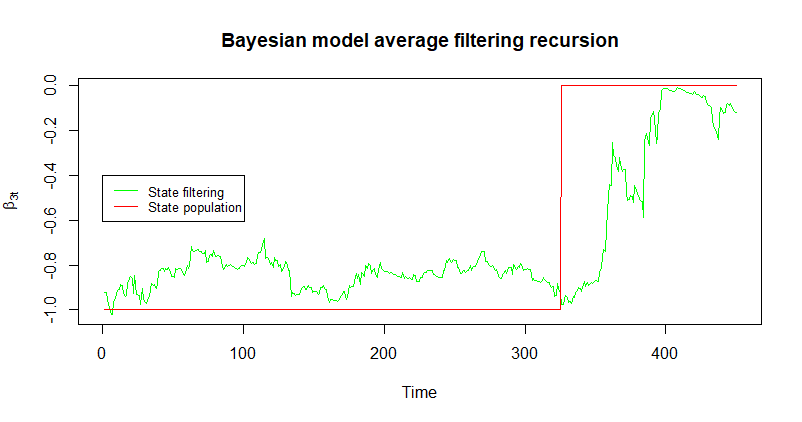 Bayesian model average filtering recursion
β3t
0.0
-0.2
-0.4
-0.6
-0.8
-1.0
State filtering
State population
0 100 200 300 400
Time